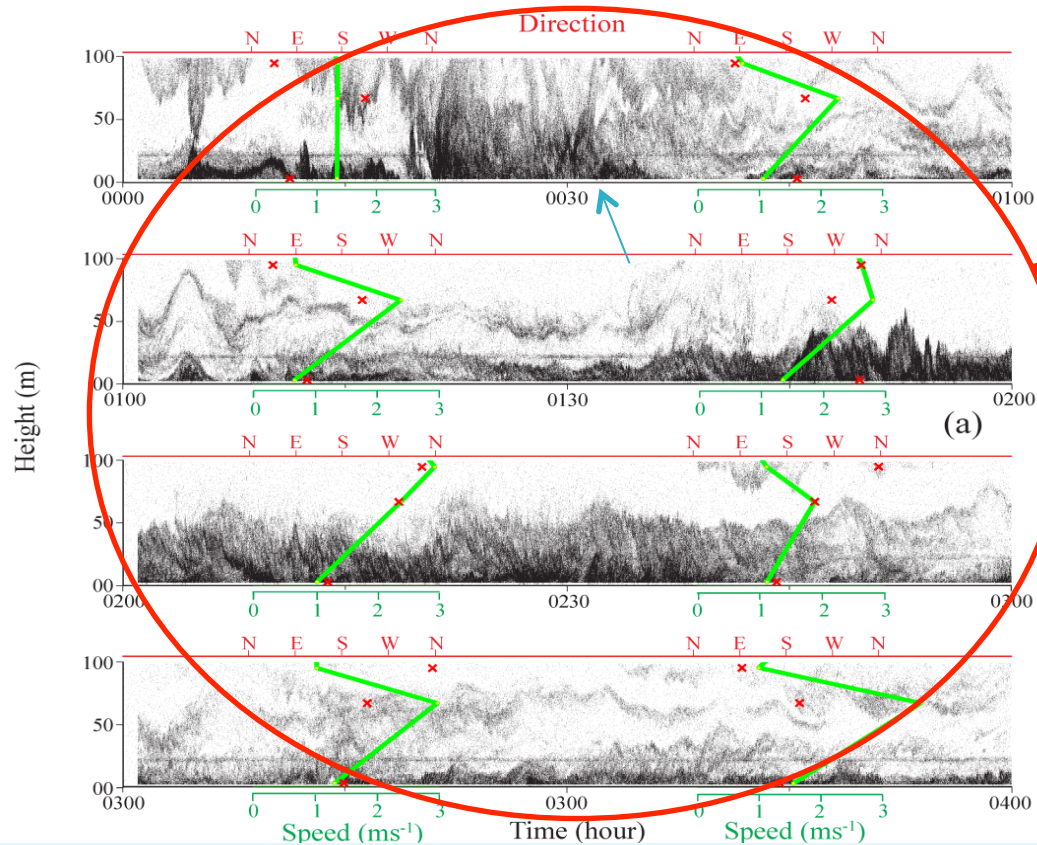 Direction
N E S W N N E S W N
100
50
00
0000 0030 0100
0 1 2 3 0 1 2 3
N E S W N N E S W N
100
50
00
0100 0130 0200
0 1 2 3 0 1 2 3
(a)
Height (m)
N E S W N N E S W N
100
50
00
0200 0230 0300
0 1 2 3 0 1 2 3
N E S W N N E S W N
100
50
00
0300 0300 0400
0 1 2 3 0 1 2 3
Speed (ms-1) Time (hour) Speed (ms-1)